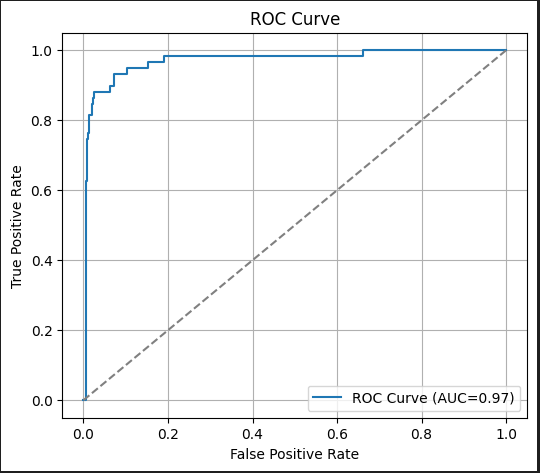 ROC Curve
True Positive Rate
1.0
0.8
0.6
0.4
0.2
0.0
0.0 0.2 0.4 0.6 0.8 1.0
False Positive Rate
ROC Curve (AUC=0.97)